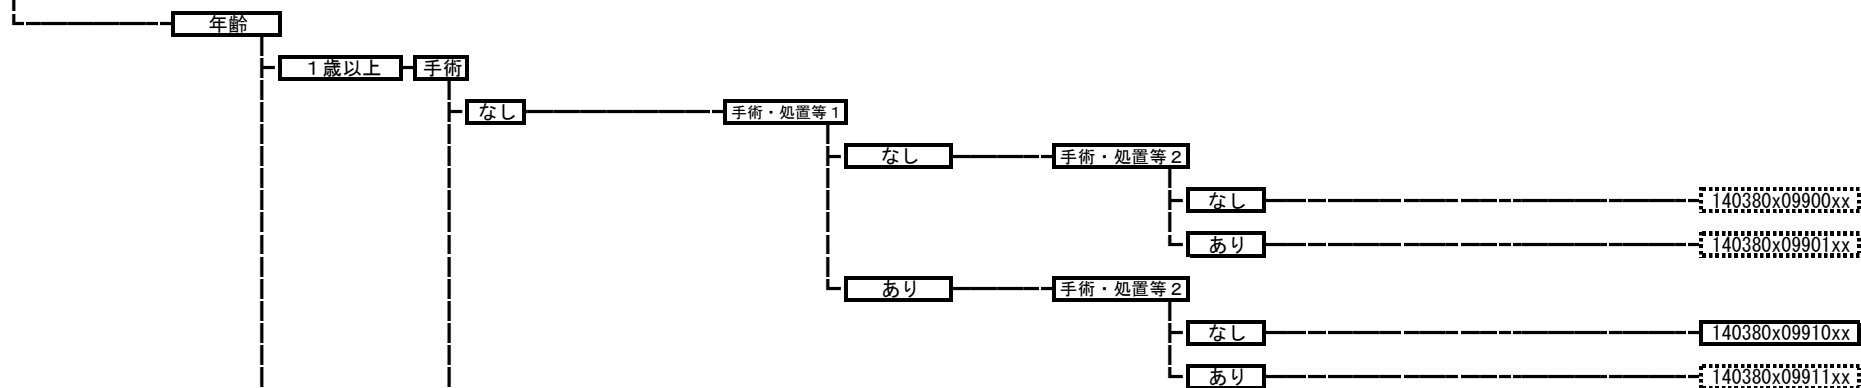 年齢
１歳以上 手術
なし 手術・処置等１
なし 手術・処置等２
なし 140380x09900xx
あり 140380x09901xx
あり 手術・処置等２
なし 140380x09910xx
あり 140380x09911xx